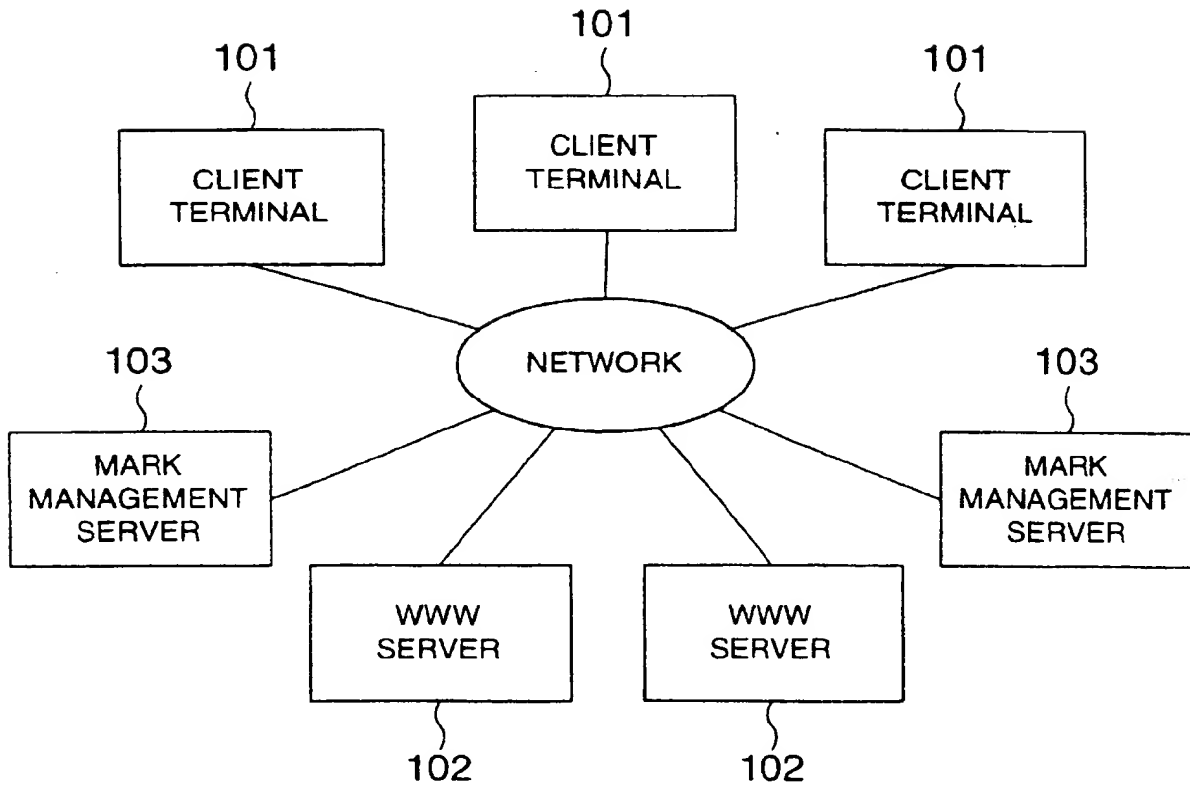 101
101
101
CLIENT
TERMINAL
CLIENT
TERMINAL
CLIENT
TERMINAL
NETWORK
103
103
MARK
MANAGEMENT
SERVER
MARK
MANAGEMENT
SERVER
WWW
SERVER
WWW
SERVER
102
102